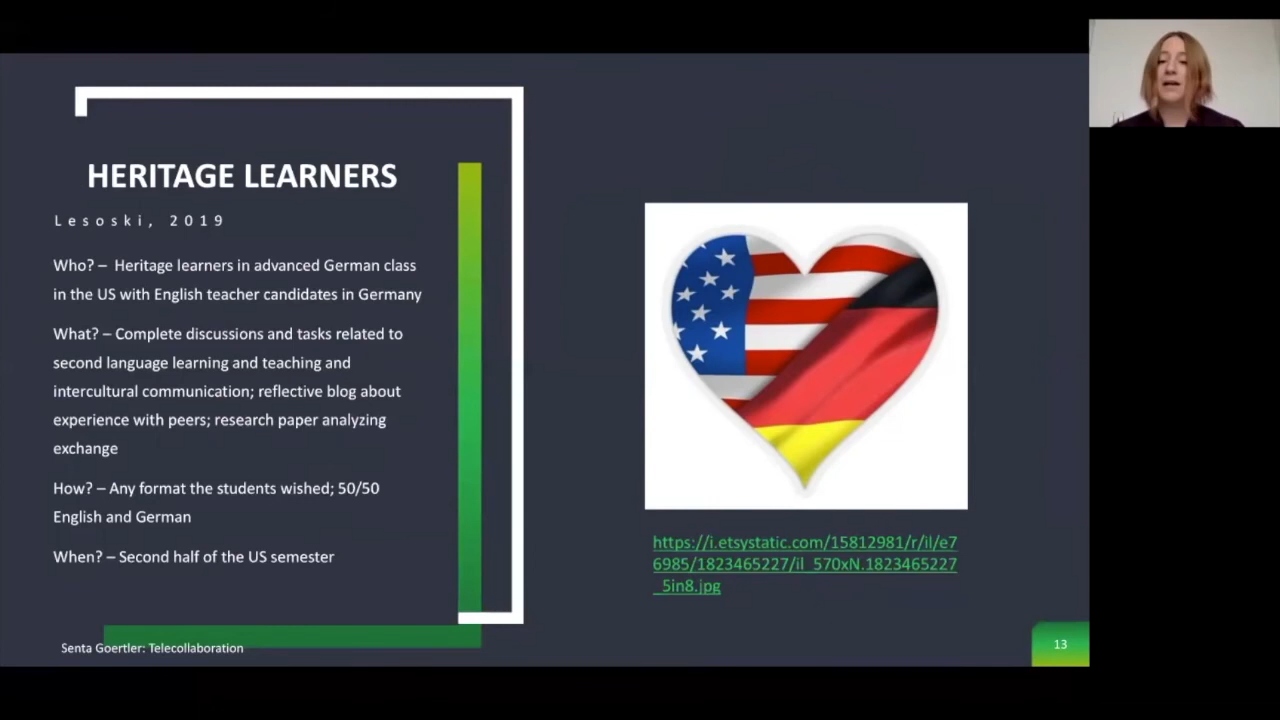 HERITAGE LEARNERS
Lesoski, 2019
Who? – Heritage learners in advanced German class
in the US with English teacher candidates in Germany
What? – Complete discussions and tasks related to
second language learning and teaching and
intercultural communication; reflective blog about
experience with peers; research paper analyzing
exchange
How? – Any format the students wished; 50/50
English and German
When? – Second half of the US semester
https://i.etsystatic.com/15812981/r/il/e7
6985/1823465227/il_570xN.1823465227
_5in8.jpg
Senta Goertler: Telecollaboration
13